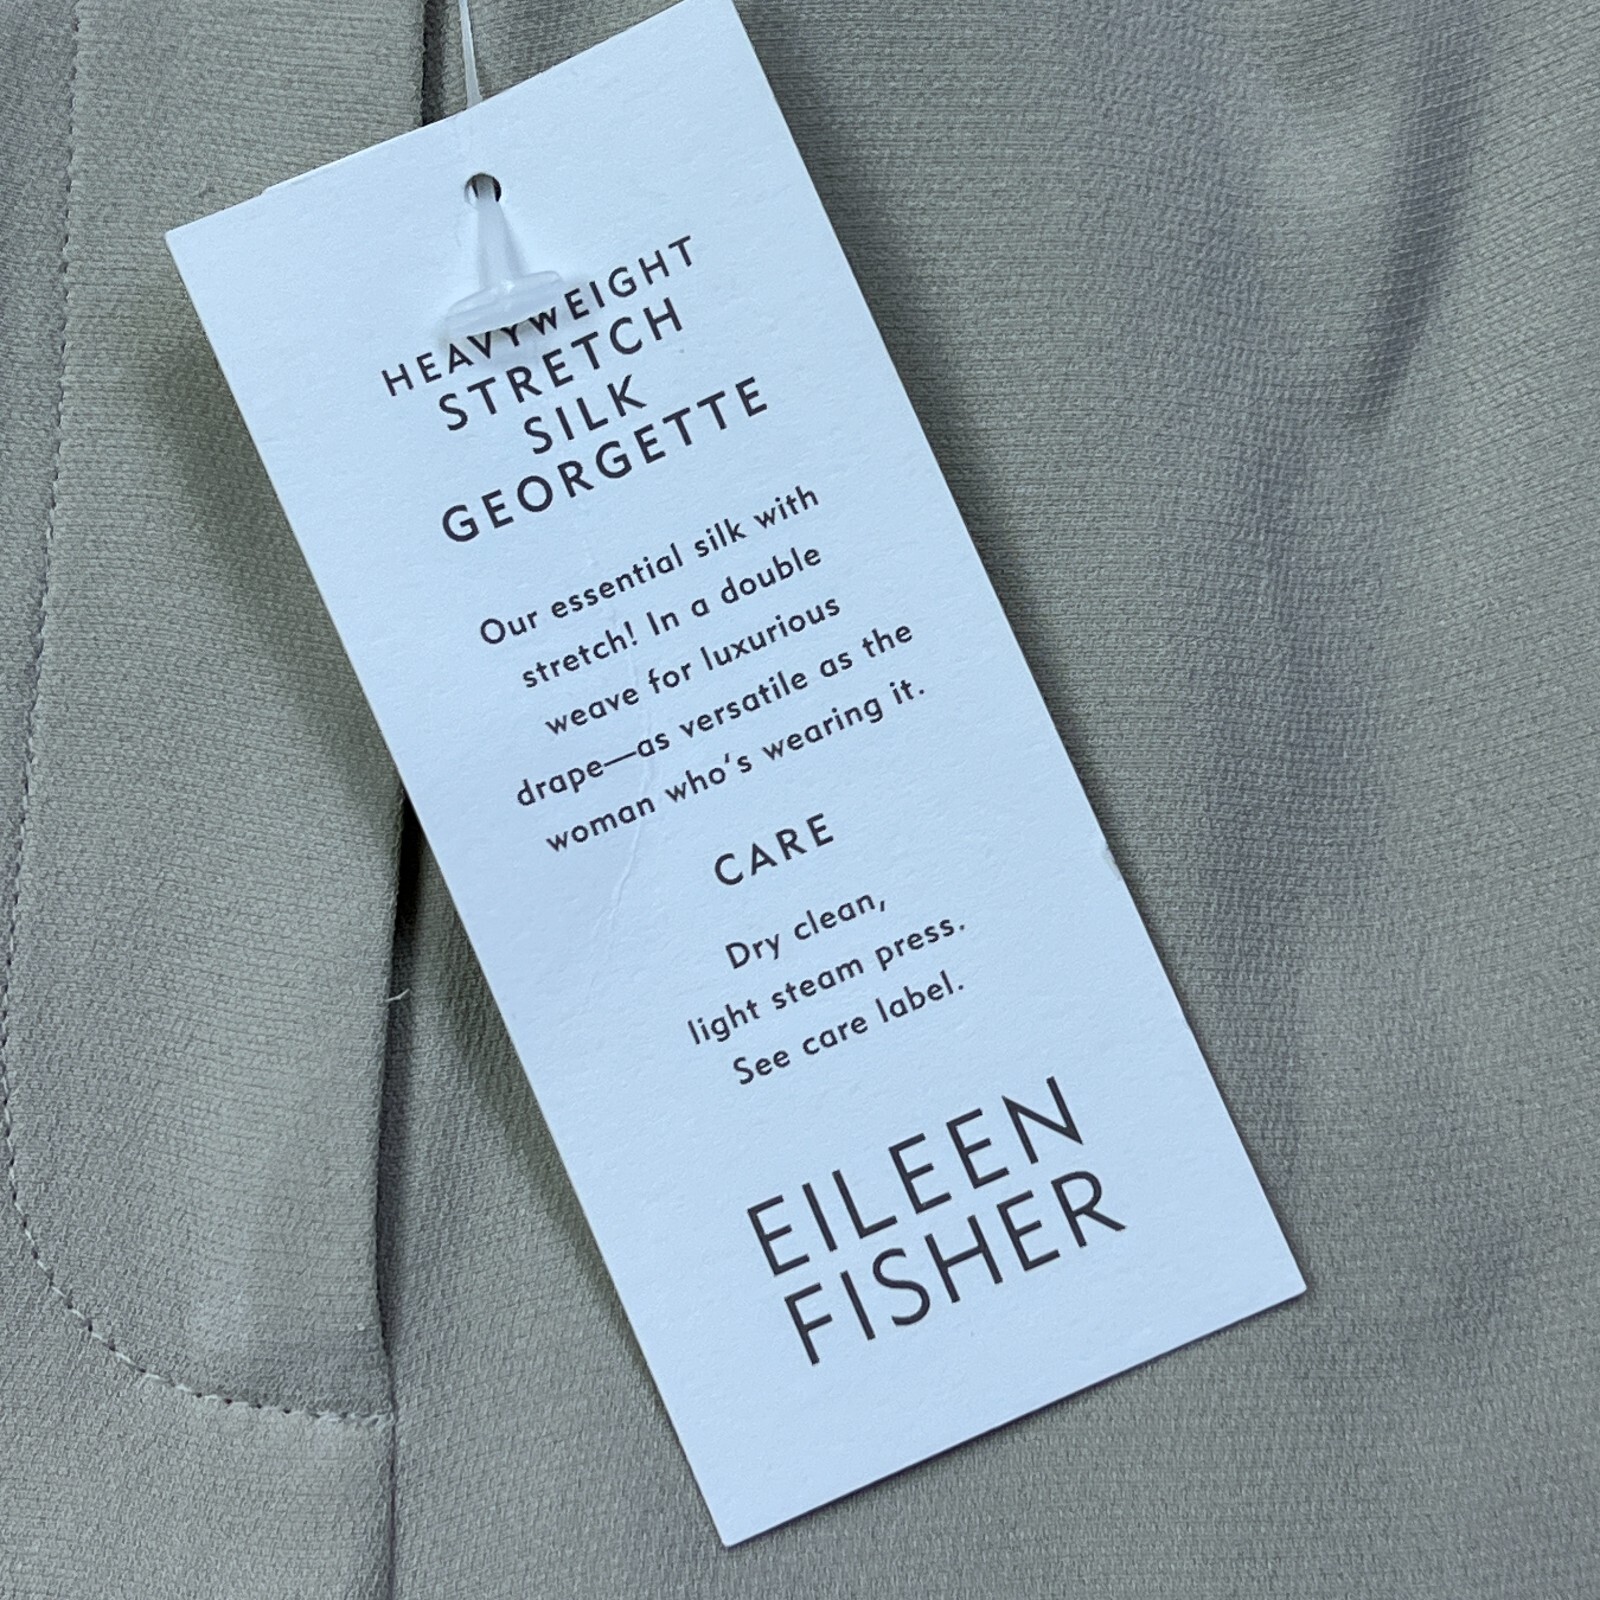 HEAVYWEIGHT
STRETCH
SILK
GEORGETTE
Our essential silk with
stretch! In a double
weave for luxurious
drape—as versatile as the
woman who's wearing it.
CARE
Dry clean,
light steam press.
See care label.
EILEEN
FISHER